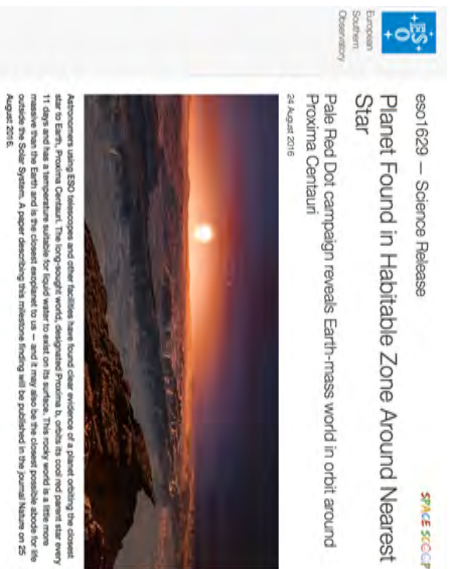 ESO
European
Southern
Observatory
eso1629 — Science Release
SPACE SCOOP
Planet Found in Habitable Zone Around Nearest
Star
Pale Red Dot campaign reveals Earth-mass world in orbit around
Proxima Centauri
24 August 2016
Astronomers using ESO telescopes and other facilities have found clear evidence of a planet orbiting the closest
star to Earth, Proxima Centauri. The long-sought world, designated Proxima b, orbits its cool red parent star every
11 days and has a temperature suitable for liquid water to exist on its surface. This rocky world is a little more
massive than the Earth and is the closest exoplanet to us — and it may also be the closest possible abode for life
outside the Solar System. A paper describing this milestone finding will be published in the journal Nature on 25
August 2016.